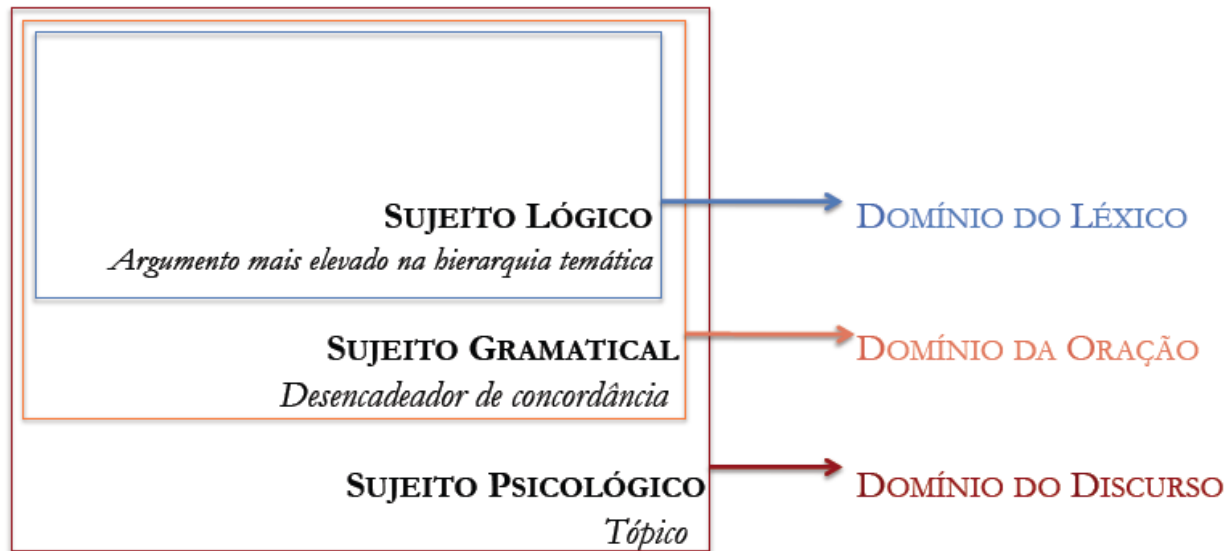 SUJEITO LÓGICO
Argumento mais elevado na hierarquia temática
DOMÍNIO DO LÉXICO
SUJEITO GRAMATICAL
Desencadeador de concordância
DOMÍNIO DA ORAÇÃO
SUJEITO PSICOLÓGICO
Tópico
DOMÍNIO DO DISCURSO